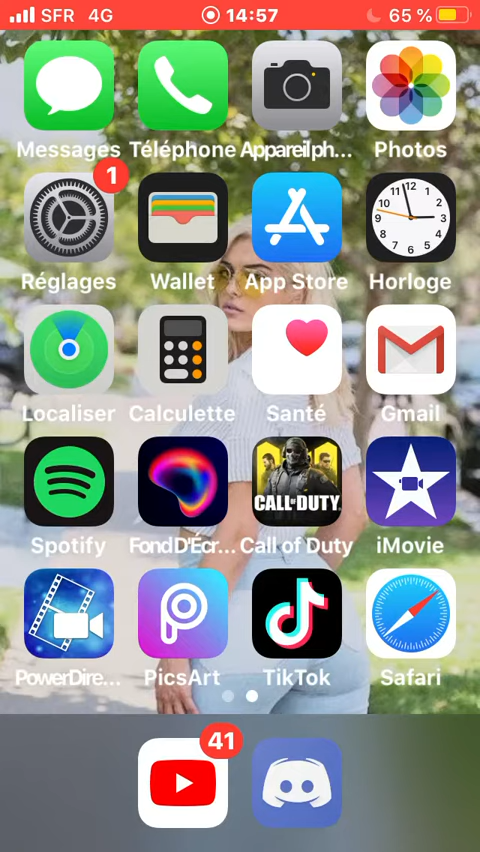 SFR 4G 14:57 65 %
Messages Téléphone Appareil ph... Photos
1
Réglages Wallet App Store Horloge
Localiser Calculette Santé Gmail
CALL OF DUTY
Spotify Fond D'Écr... Call of Duty iMovie
PowerDire... PicsArt TikTok Safari
41